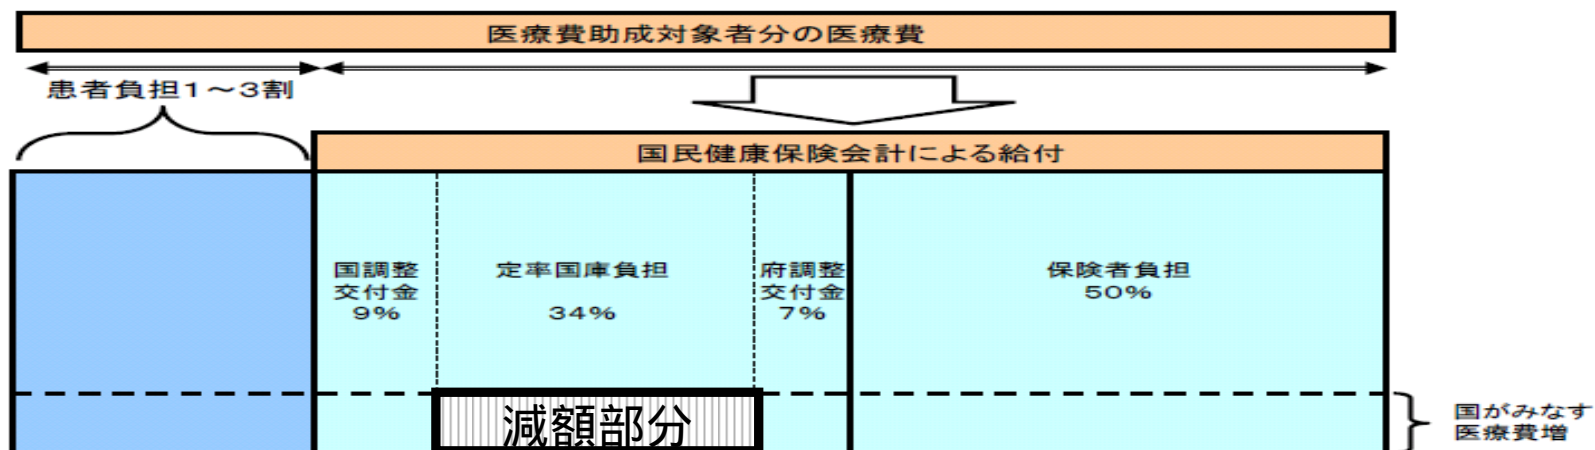 医療費助成対象者分の医療費
患者負担1～3割
国民健康保険会計による給付
国調整
交付金
9%
定率国庫負担
34%
府調整
交付金
7%
保険者負担
50%
減額部分
国がみなす
医療費増